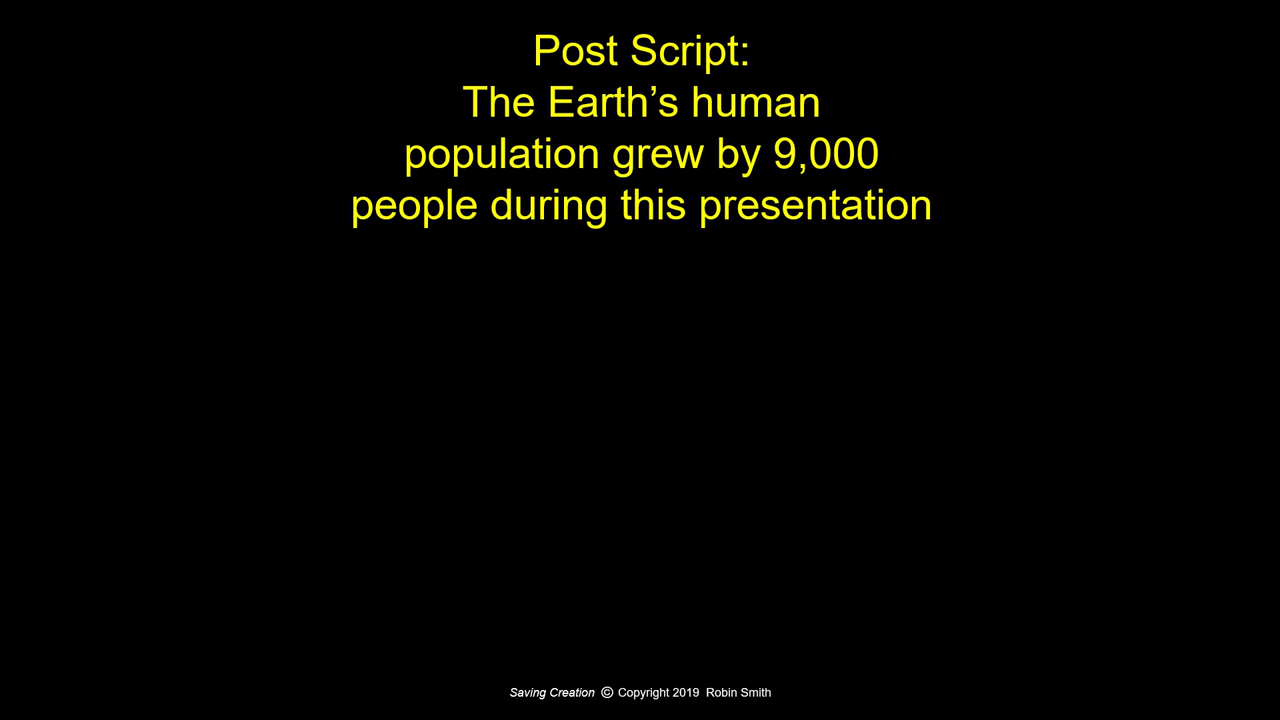 Post Script:
The Earth’s human
population grew by 9,000
people during this presentation
Saving Creation © Copyright 2019 Robin Smith